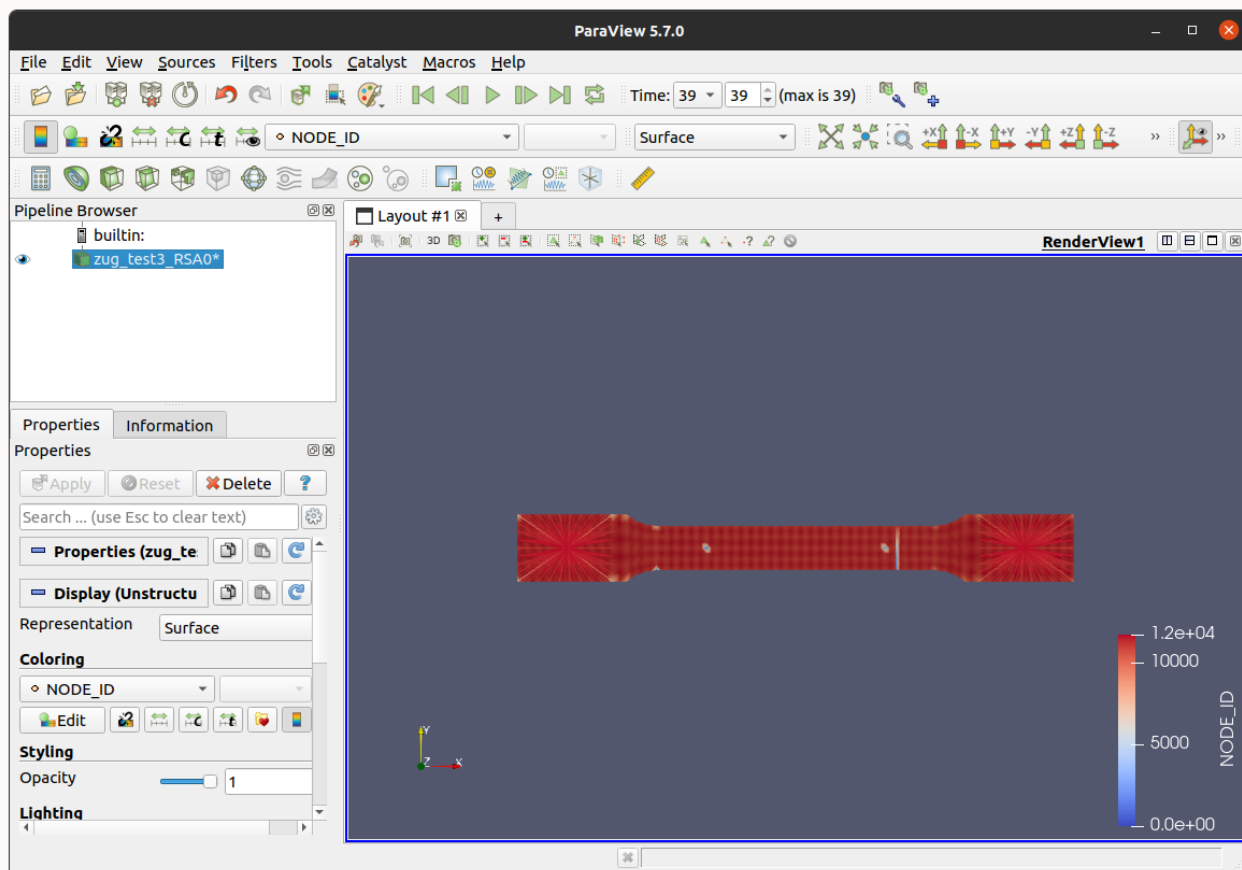 ParaView 5.7.0
File Edit View Sources Filters Tools Catalyst Macros Help
Time: 39 39 (max is 39)
NODE_ID Surface +X -X +Y -Y +Z -Z » »
Pipeline Browser
builtin:
zug_test3_RSA0*
Layout #1 +
3D RenderView1
Properties Information
Properties
Apply Reset Delete ?
Search ... (use Esc to clear text)
Properties (zug_te
Display (Unstructu
Representation Surface
Coloring
NODE_ID
Edit
Styling
Opacity 1
Lighting
1.2e+04
10000
5000
0.0e+00
NODE_ID
Y
Z X